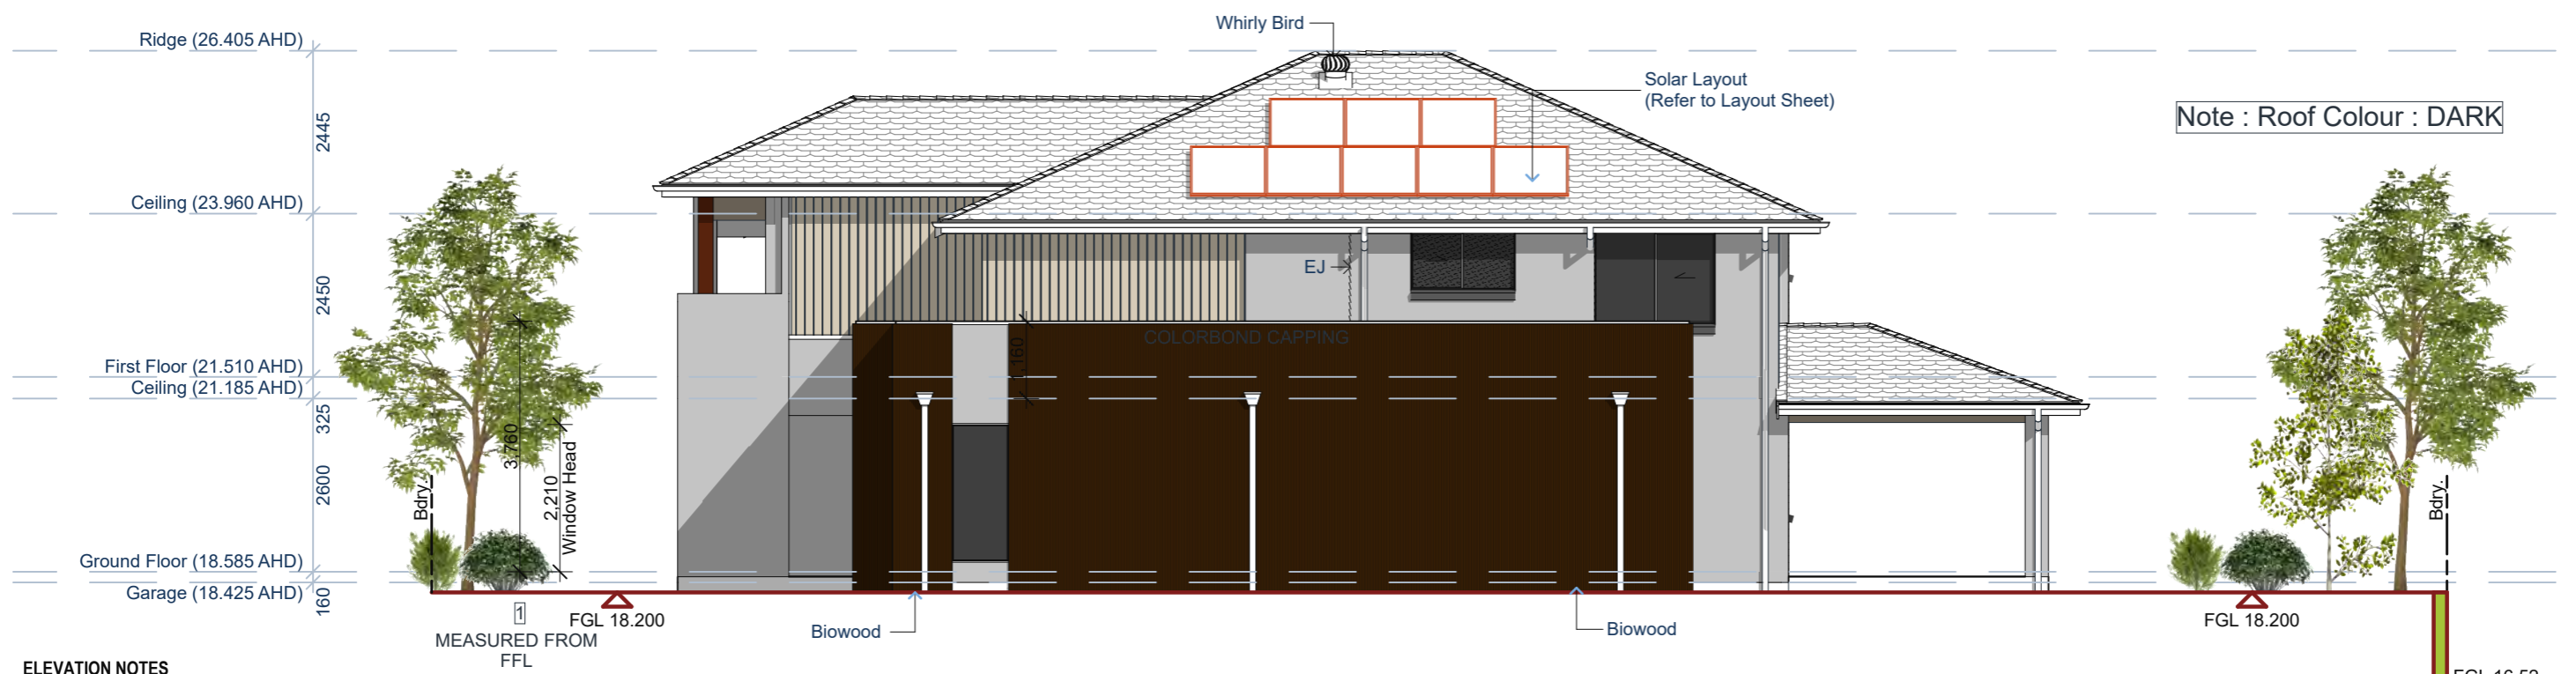 Whirly Bird
Ridge (26.405 AHD)
Solar Layout
(Refer to Layout Sheet)
Note : Roof Colour : DARK
2445
Ceiling (23.960 AHD)
2450
EJ
COLORBOND CAPPING
First Floor (21.510 AHD)
Ceiling (21.185 AHD)
325
3,760
2600
2,210
Window Head
Bdry.
Bdry.
Ground Floor (18.585 AHD)
Garage (18.425 AHD)
160
1
MEASURED FROM
FFL
FGL 18.200
Biowood
Biowood
FGL 18.200
ELEVATION NOTES